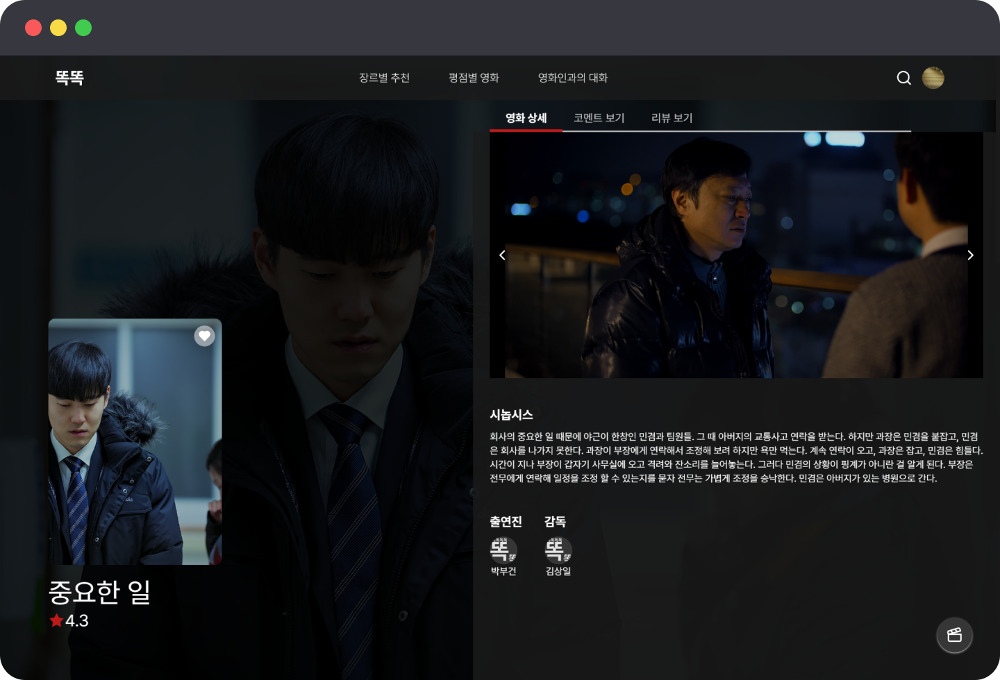 똑똑
장르별 추천
평점별 영화
영화인과의 대화
영화 상세
코멘트 보기
리뷰 보기
중요한 일
4.3
시놉시스
회사의 중요한 일 때문에 야근이 한창인 민겸과 팀원들. 그 때 아버지의 교통사고 연락을 받는다. 하지만 과장은 민겸을 붙잡고, 민겸
은 회사를 나가지 못한다. 과장이 부장에게 연락해서 조정해 보려 하지만 욕만 먹는다. 계속 연락이 오고, 과장은 잡고, 민겸은 힘들다.
시간이 지나 부장이 갑자기 사무실에 오고 격려와 잔소리를 늘어놓는다. 그러다 민겸의 상황이 핑계가 아니란 걸 알게 된다. 부장은
전무에게 연락해 일정을 조정 할 수 있는지를 묻자 전무는 가볍게 조정을 승낙한다. 민겸은 아버지가 있는 병원으로 간다.
출연진
감독
똑
똑
박부건
김상일